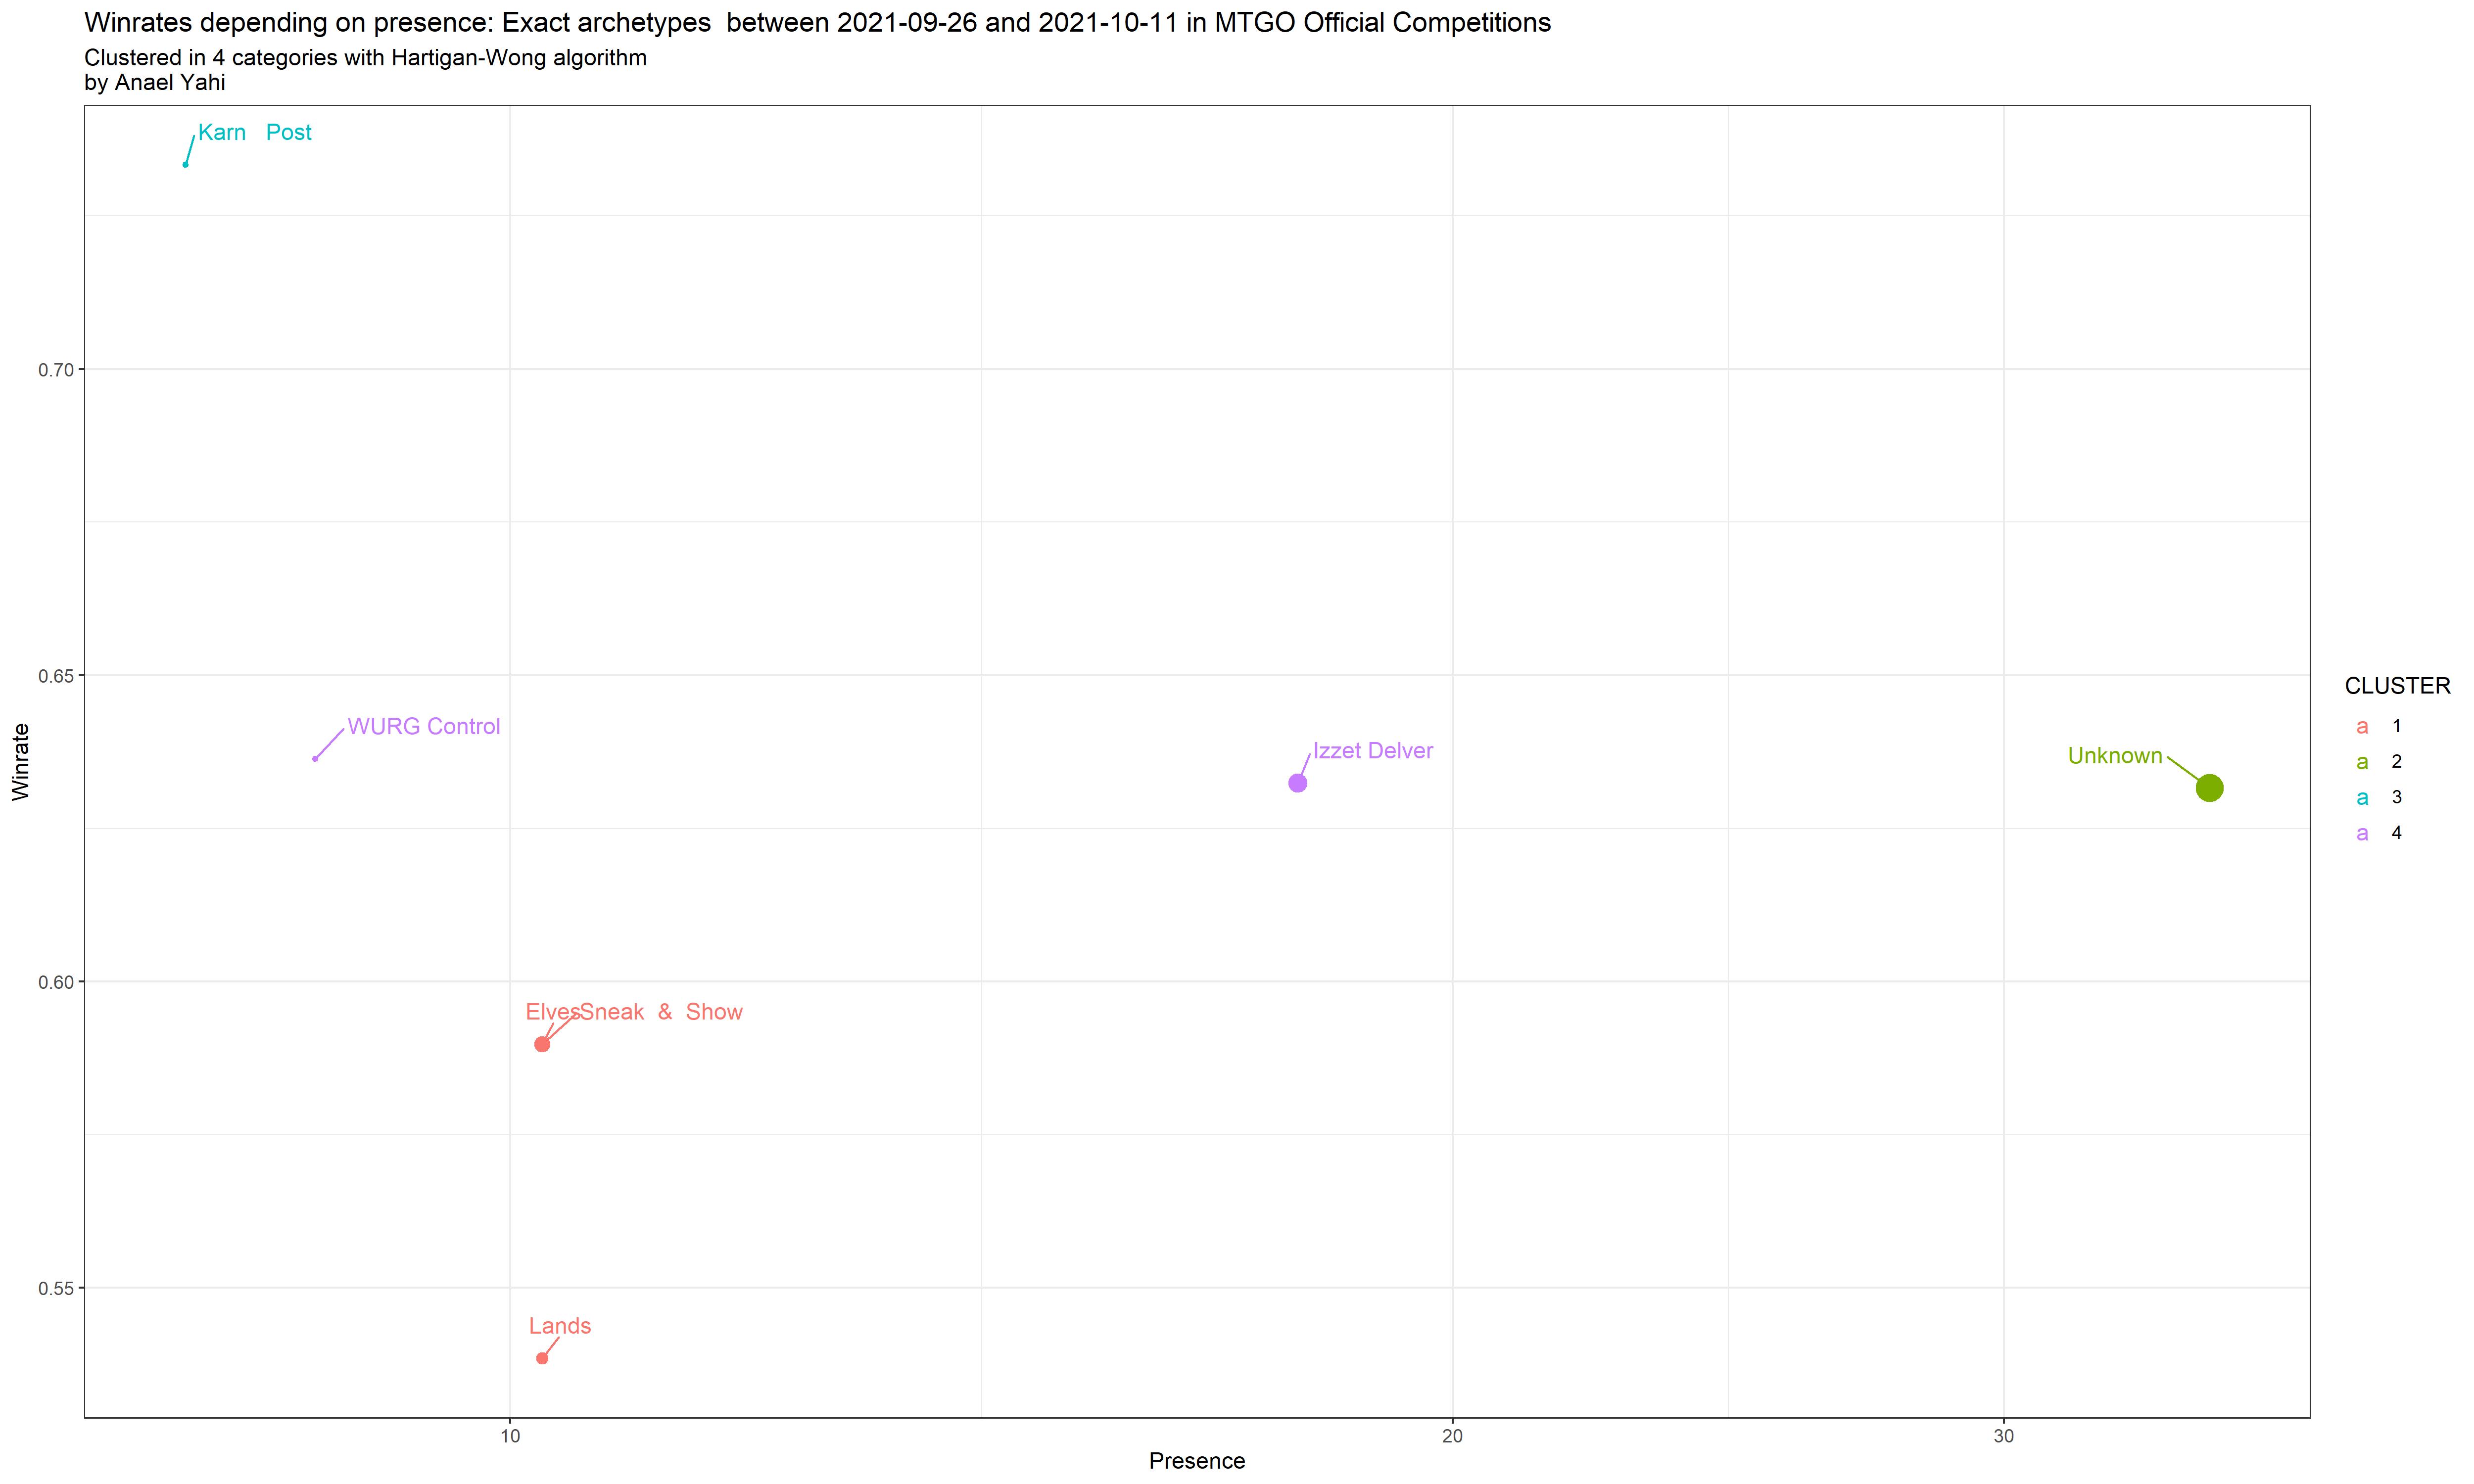 Winrates depending on presence: Exact archetypes  between 2021-09-26 and 2021-10-11 in MTGO Official Competitions
Clustered in 4 categories with Hartigan-Wong algorithm
by Anael Yahi
Karn   Post
0.70
0.65
WURG Control
Izzet Delver
Unknown
Winrate
CLUSTER
a 1
a 2
a 3
a 4
0.60
Elves
Sneak  &  Show
0.55
Lands
10
20
30
Presence